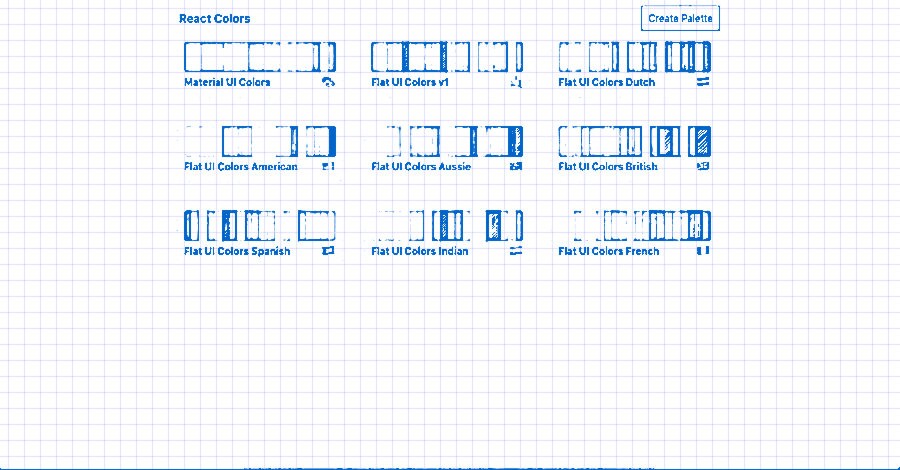 React Colors
Create Palette
Material UI Colors
Flat UI Colors v1
Flat UI Colors Dutch
Flat UI Colors American
Flat UI Colors Aussie
Flat UI Colors British
Flat UI Colors Spanish
Flat UI Colors Indian
Flat UI Colors French